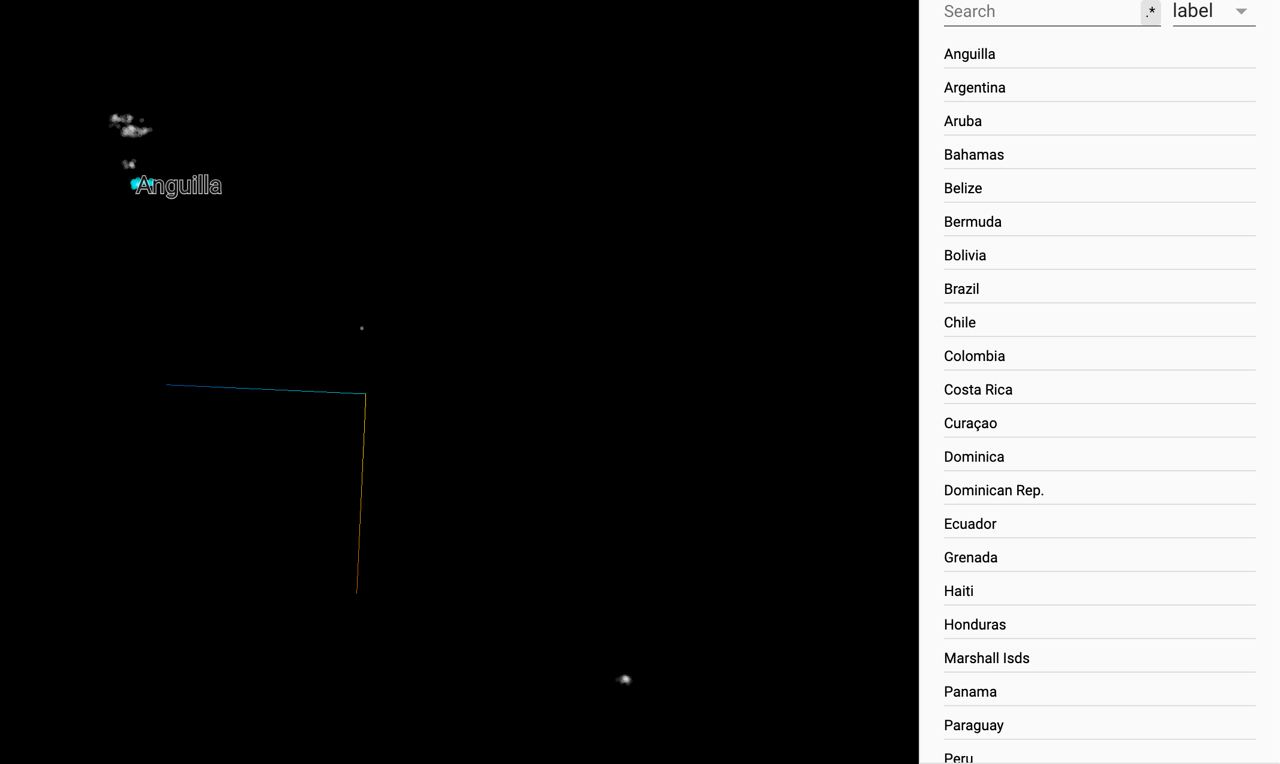 Search .* label
Anguilla
Anguilla
Argentina
Aruba
Bahamas
Belize
Bermuda
Bolivia
Brazil
Chile
Colombia
Costa Rica
Curaçao
Dominica
Dominican Rep.
Ecuador
Grenada
Haiti
Honduras
Marshall Isds
Panama
Paraguay
Peru